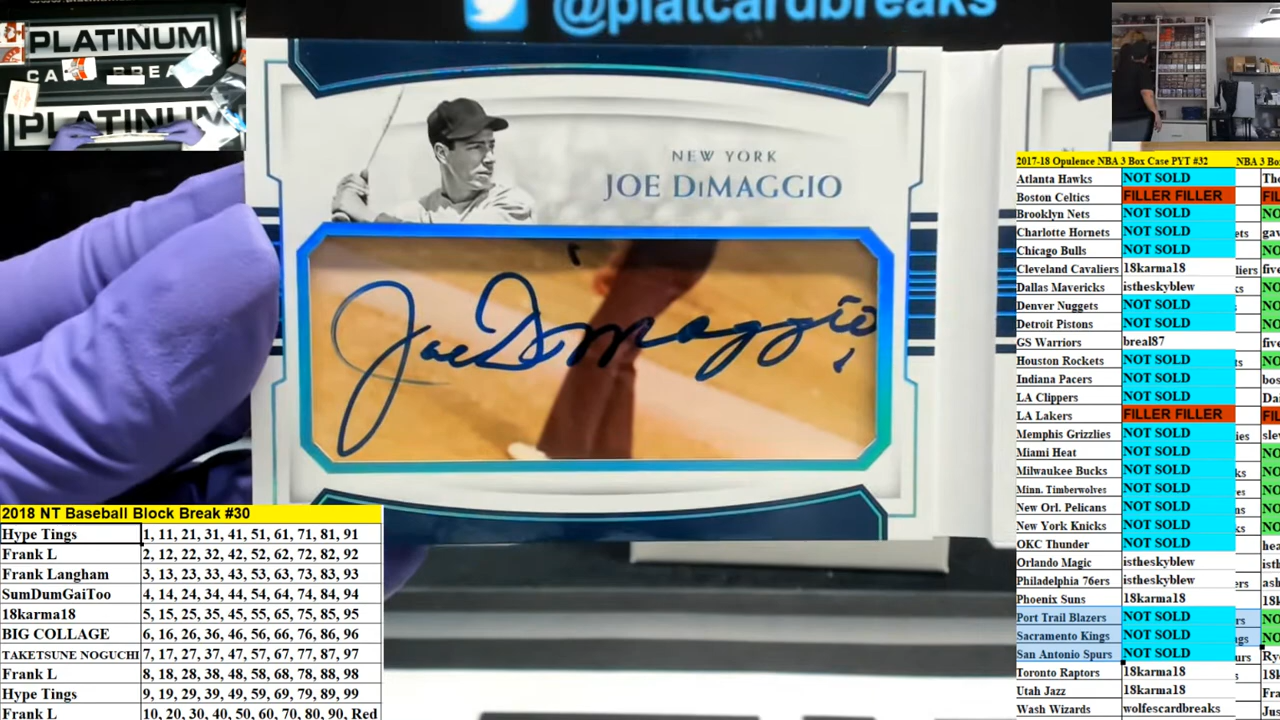 @platcardbreaks
PLATINUM
PLATINUM
NEW YORK
JOE DiMAGGIO
Joe DiMaggio
2018 NT Baseball Block Break #30
Hype Tings 1, 11, 21, 31, 41, 51, 61, 71, 81, 91
Frank L 2, 12, 22, 32, 42, 52, 62, 72, 82, 92
Frank Langham 3, 13, 23, 33, 43, 53, 63, 73, 83, 93
SumDumGaiToo 4, 14, 24, 34, 44, 54, 64, 74, 84, 94
18karma18 5, 15, 25, 35, 45, 55, 65, 75, 85, 95
BIG COLLAGE 6, 16, 26, 36, 46, 56, 66, 76, 86, 96
TAKETSUNE NOGUCHI 7, 17, 27, 37, 47, 57, 67, 77, 87, 97
Frank L 8, 18, 28, 38, 48, 58, 68, 78, 88, 98
Hype Tings 9, 19, 29, 39, 49, 59, 69, 79, 89, 99
Frank L 10, 20, 30, 40, 50, 60, 70, 80, 90, Red
2017-18 Opulence NBA 3 Box Case PYT #32 NBA 3 Bo
Atlanta Hawks NOT SOLD
Boston Celtics FILLER FILLER
Brooklyn Nets NOT SOLD
Charlotte Hornets NOT SOLD
Chicago Bulls NOT SOLD
Cleveland Cavaliers 18karma18
Dallas Mavericks istheskyblew
Denver Nuggets NOT SOLD
Detroit Pistons NOT SOLD
GS Warriors breal87
Houston Rockets NOT SOLD
Indiana Pacers NOT SOLD
LA Clippers NOT SOLD
LA Lakers FILLER FILLER
Memphis Grizzlies NOT SOLD
Miami Heat NOT SOLD
Milwaukee Bucks NOT SOLD
Minn. Timberwolves NOT SOLD
New Orl. Pelicans NOT SOLD
New York Knicks NOT SOLD
OKC Thunder NOT SOLD
Orlando Magic istheskyblew
Philadelphia 76ers istheskyblew
Phoenix Suns 18karma18
Port Trail Blazers NOT SOLD
Sacramento Kings NOT SOLD
San Antonio Spurs NOT SOLD
Toronto Raptors 18karma18
Utah Jazz 18karma18
Wash Wizards wolfescardbreaks